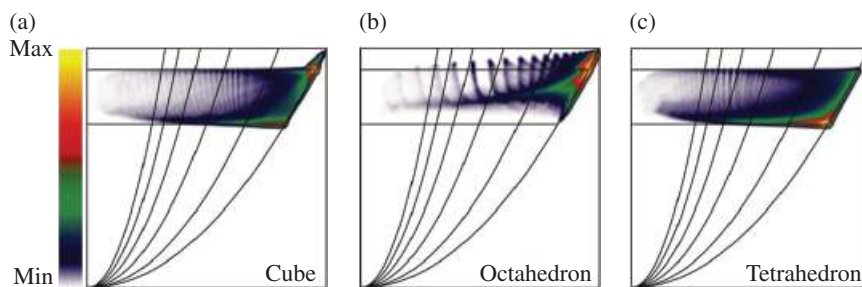 (a)
(b)
(c)
Max
Min
Cube
Octahedron
Tetrahedron